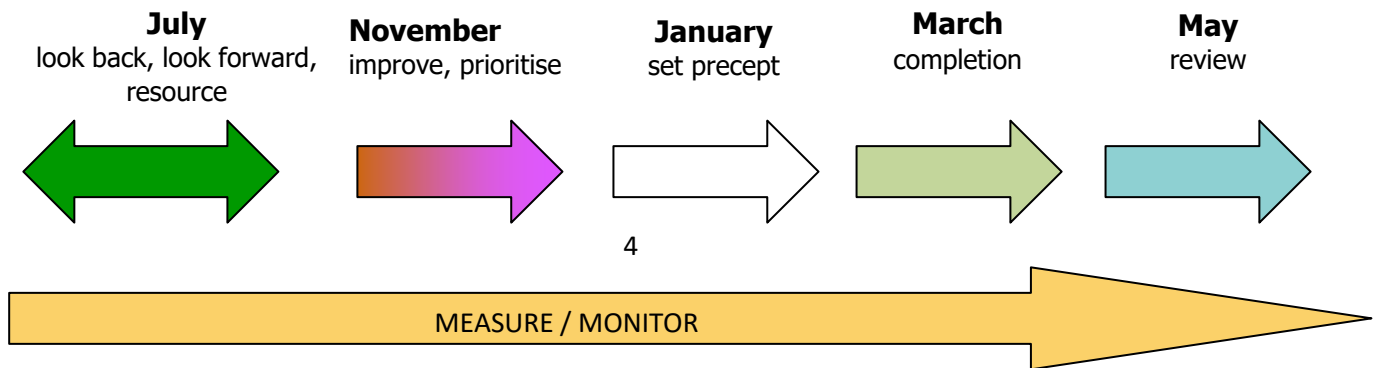 July
look back, look forward,
resource
November
improve, prioritise
January
set precept
March
completion
May
review
4
MEASURE / MONITOR